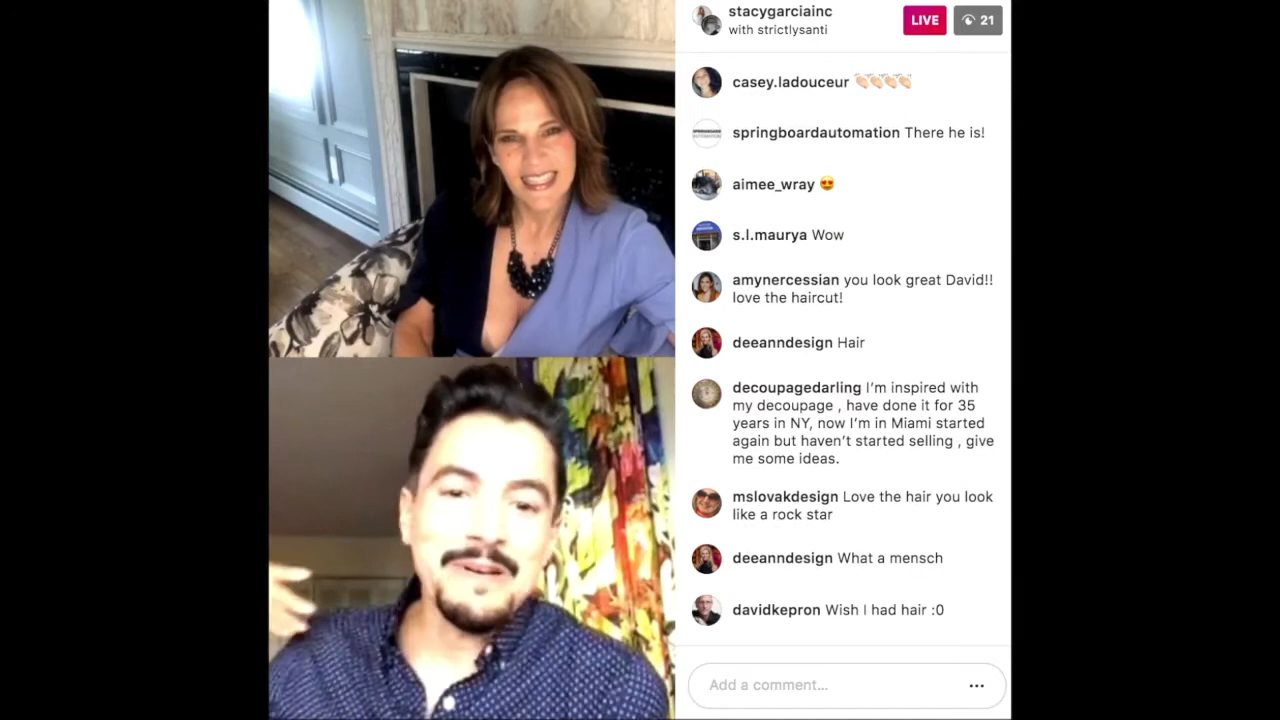 stacygarciainc
with strictlysanti
LIVE
21
casey.ladouceur 👏🏻👏🏻👏🏻👏🏻
springboardautomation There he is!
aimee_wray 😍
s.l.maurya Wow
amynercessian you look great David!!
love the haircut!
deeanndesign Hair
decoupagedarling I’m inspired with
my decoupage , have done it for 35
years in NY, now I’m in Miami started
again but haven’t started selling , give
me some ideas.
mslovakdesign Love the hair you look
like a rock star
deeanndesign What a mensch
davidkepron Wish I had hair :0
Add a comment...